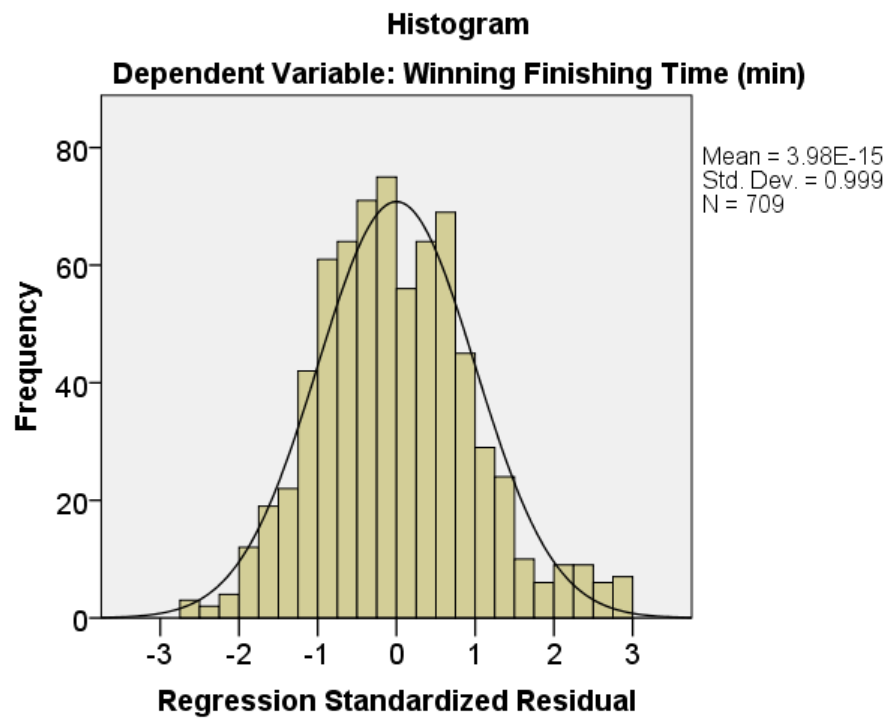 Histogram
Dependent Variable: Winning Finishing Time (min)
Mean = 3.98E-15
Std. Dev. = 0.999
N = 709
Frequency
80
60
40
20
0
-3 -2 -1 0 1 2 3
Regression Standardized Residual